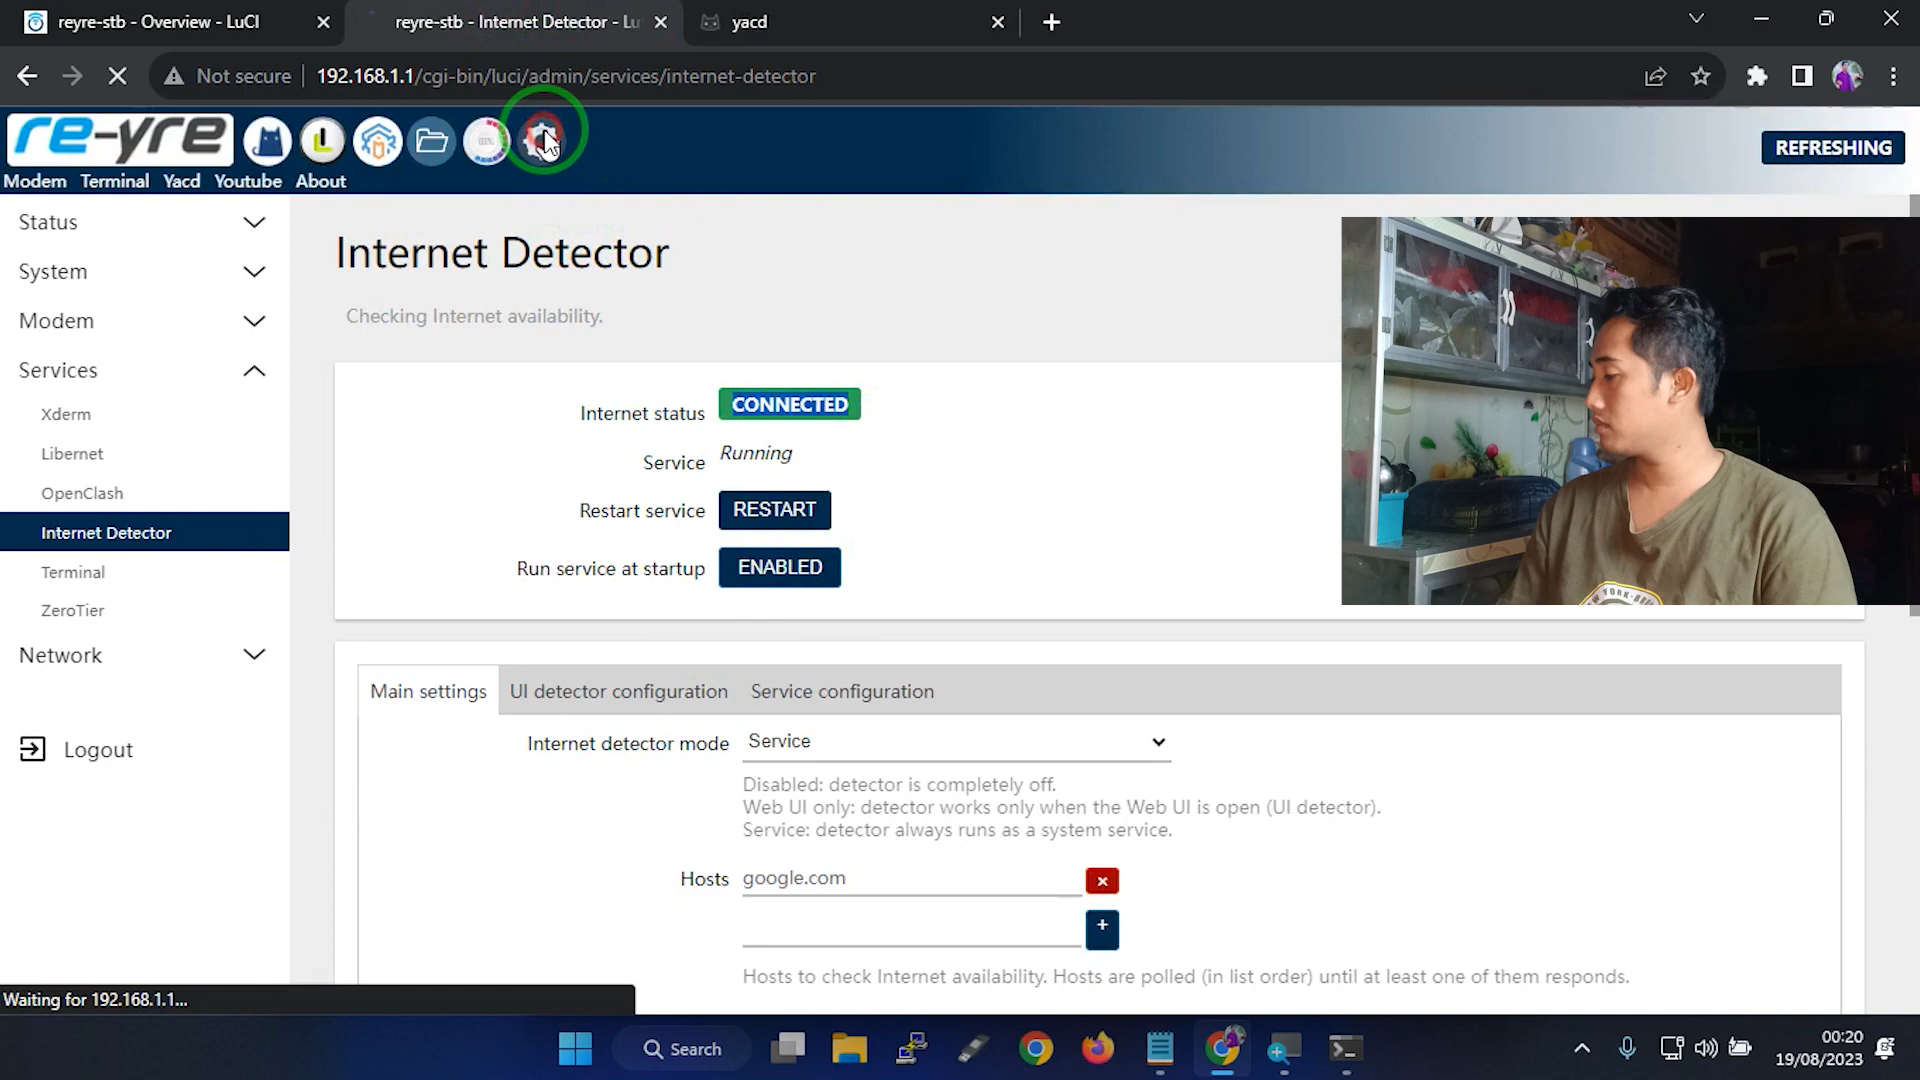 reyre-stb - Overview - LuCI
reyre-stb - Internet Detector - Lu
yacd
Not secure
192.168.1.1/cgi-bin/luci/admin/services/internet-detector
re-yre
100%
REFRESHING
Modem Terminal Yacd Youtube About
Status
System
Modem
Services
Xderm
Libernet
OpenClash
Internet Detector
Terminal
ZeroTier
Network
Logout
Internet Detector
Checking Internet availability.
Internet status CONNECTED
Service Running
Restart service RESTART
Run service at startup ENABLED
Main settings UI detector configuration Service configuration
Internet detector mode Service
Disabled: detector is completely off.
Web UI only: detector works only when the Web UI is open (UI detector).
Service: detector always runs as a system service.
Hosts google.com
Hosts to check Internet availability. Hosts are polled (in list order) until at least one of them responds.
Waiting for 192.168.1.1...
Search
00:20
19/08/2023